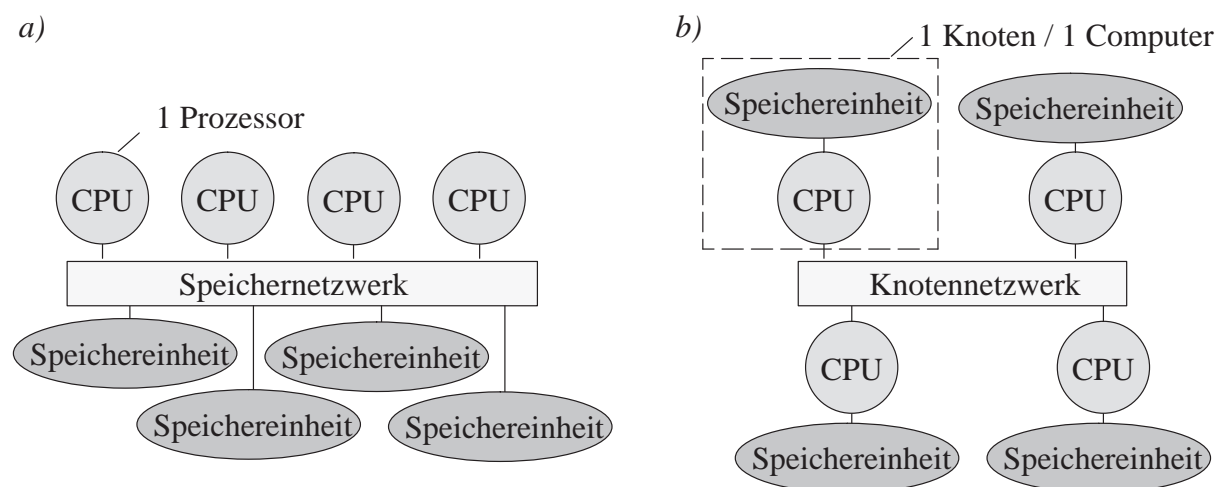 a)
1 Prozessor
CPU CPU CPU CPU
Speichernetzwerk
Speichereinheit Speichereinheit
Speichereinheit Speichereinheit
b)
1 Knoten / 1 Computer
Speichereinheit Speichereinheit
CPU CPU
Knotennetzwerk
CPU CPU
Speichereinheit Speichereinheit